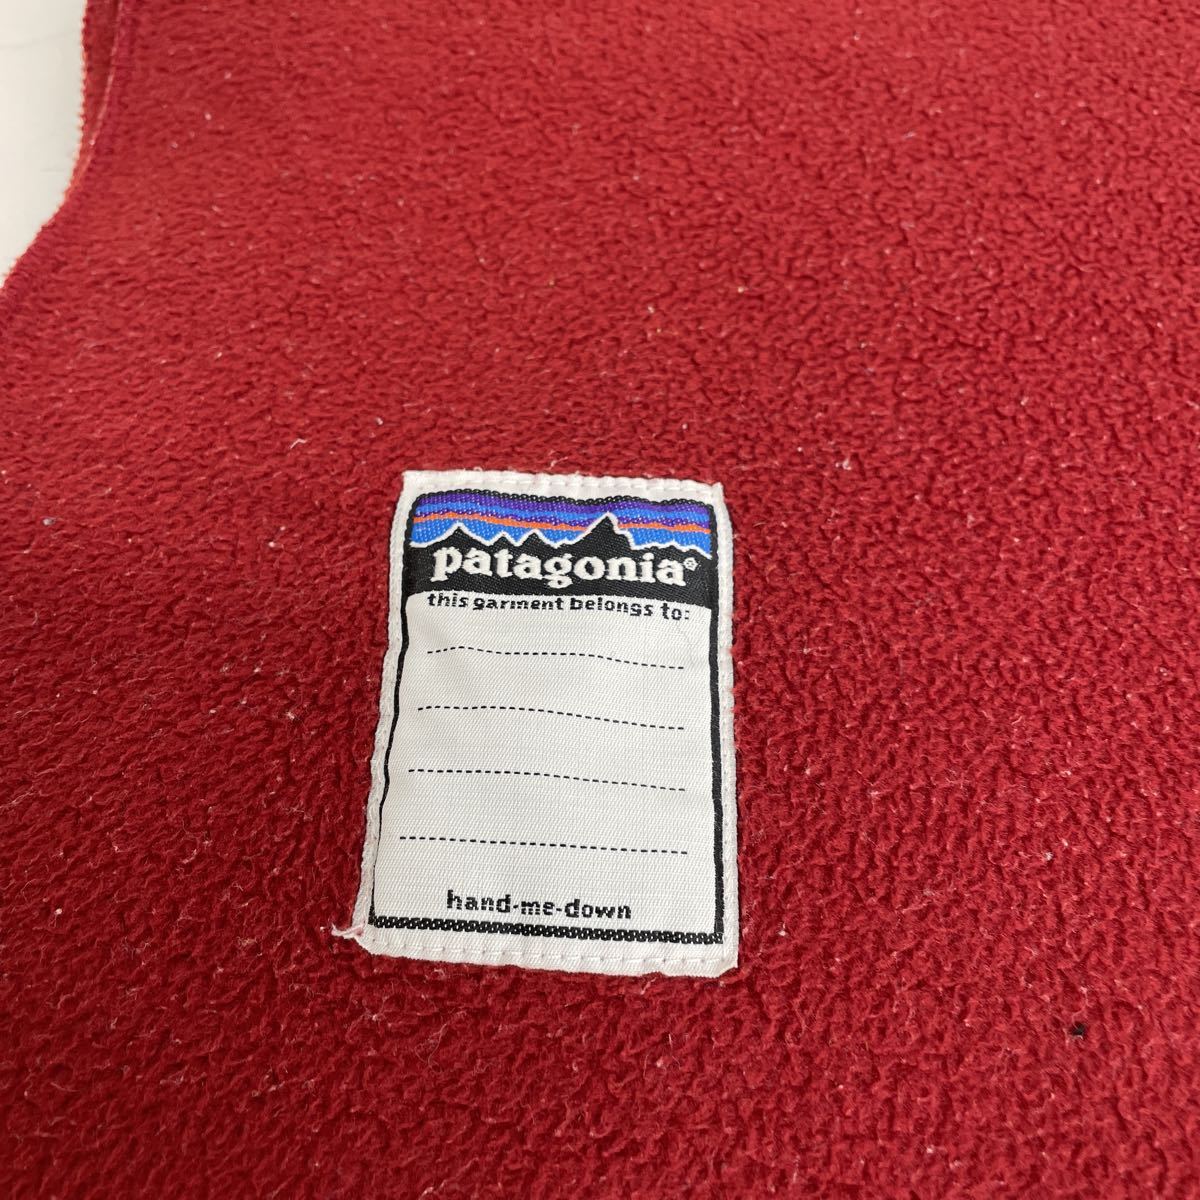 patagonia®
this garment belongs to:
hand-me-down